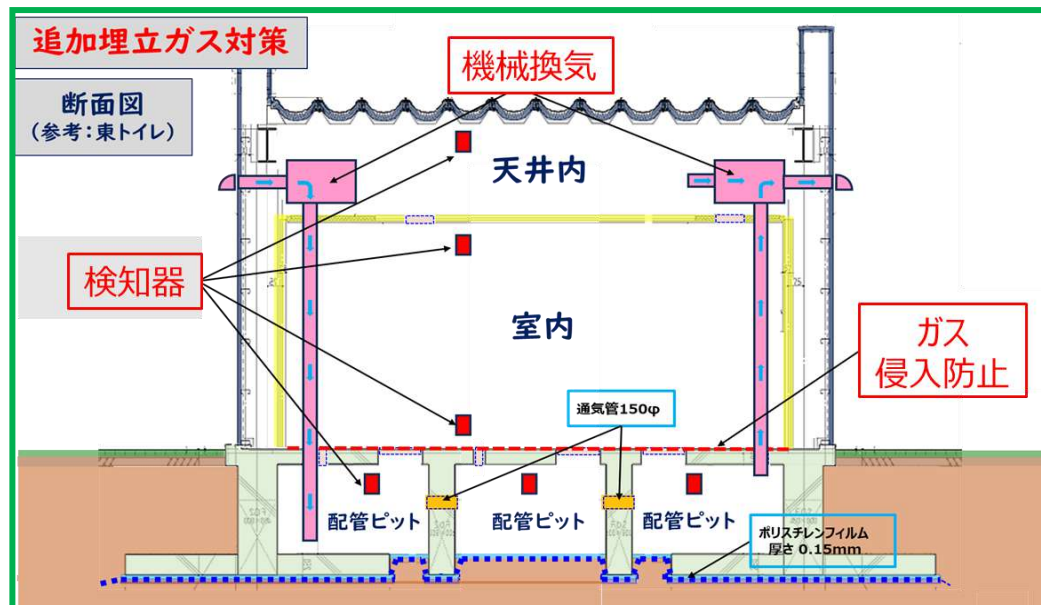 追加埋立ガス対策
断面図
(参考:東トイレ)
機械換気
天井内
検知器
室内
ガス
侵入防止
通気管150φ
配管ピット
配管ピット
配管ピット
ポリスチレンフィルム
厚さ 0.15mm